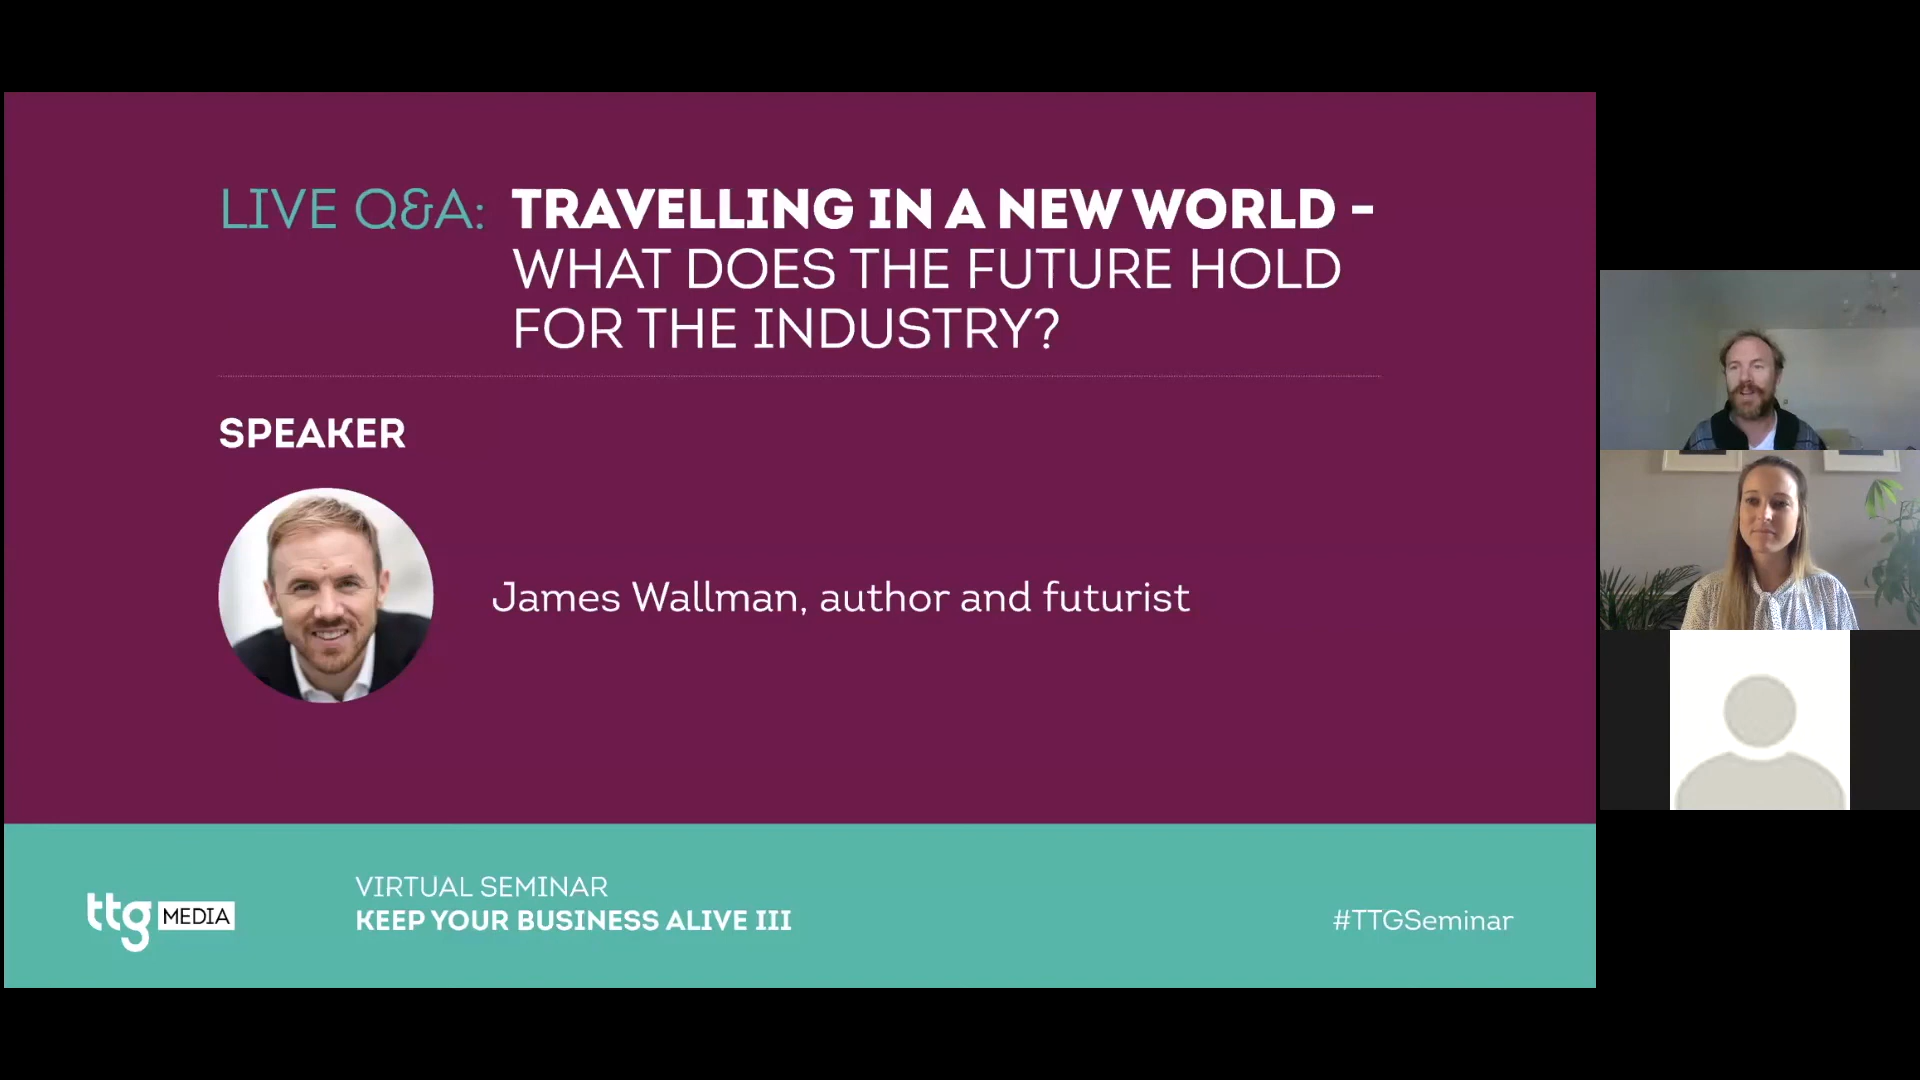 LIVE Q&A: TRAVELLING IN A NEW WORLD –
WHAT DOES THE FUTURE HOLD
FOR THE INDUSTRY?
SPEAKER
James Wallman, author and futurist
ttg MEDIA
VIRTUAL SEMINAR
KEEP YOUR BUSINESS ALIVE III
#TTGSeminar